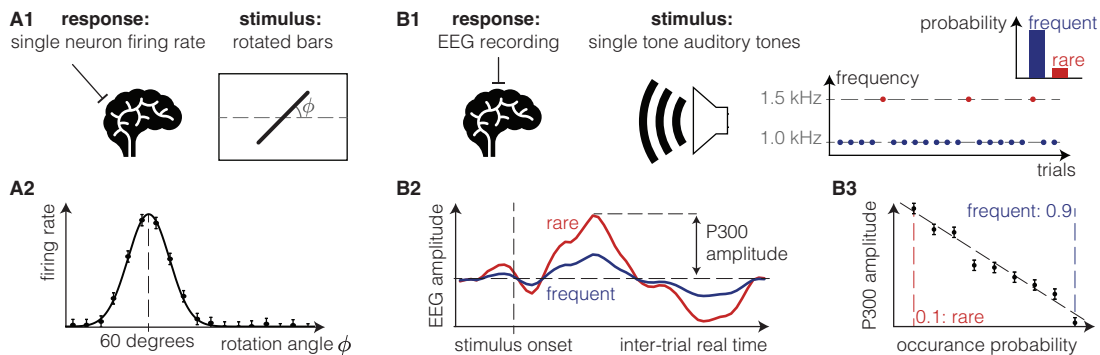 A1
response:
single neuron firing rate
stimulus:
rotated bars
ϕ
B1
response:
EEG recording
stimulus:
single tone auditory tones
probability
frequent
rare
frequency
1.5 kHz
1.0 kHz
trials
A2
firing rate
60 degrees
rotation angle ϕ
B2
EEG amplitude
rare
frequent
P300
amplitude
stimulus onset
inter-trial real time
B3
P300 amplitude
frequent: 0.9
0.1: rare
occurance probability